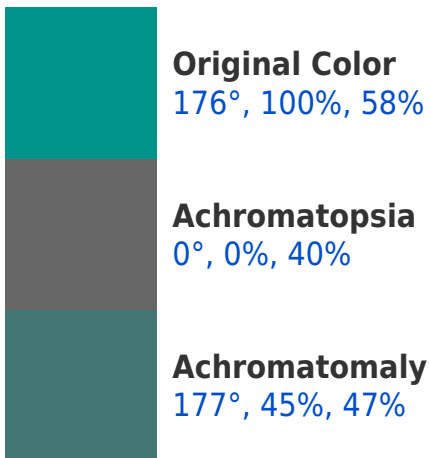 Original Color
176°, 100%, 58%
Achromatopsia
0°, 0%, 40%
Achromatomaly
177°, 45%, 47%